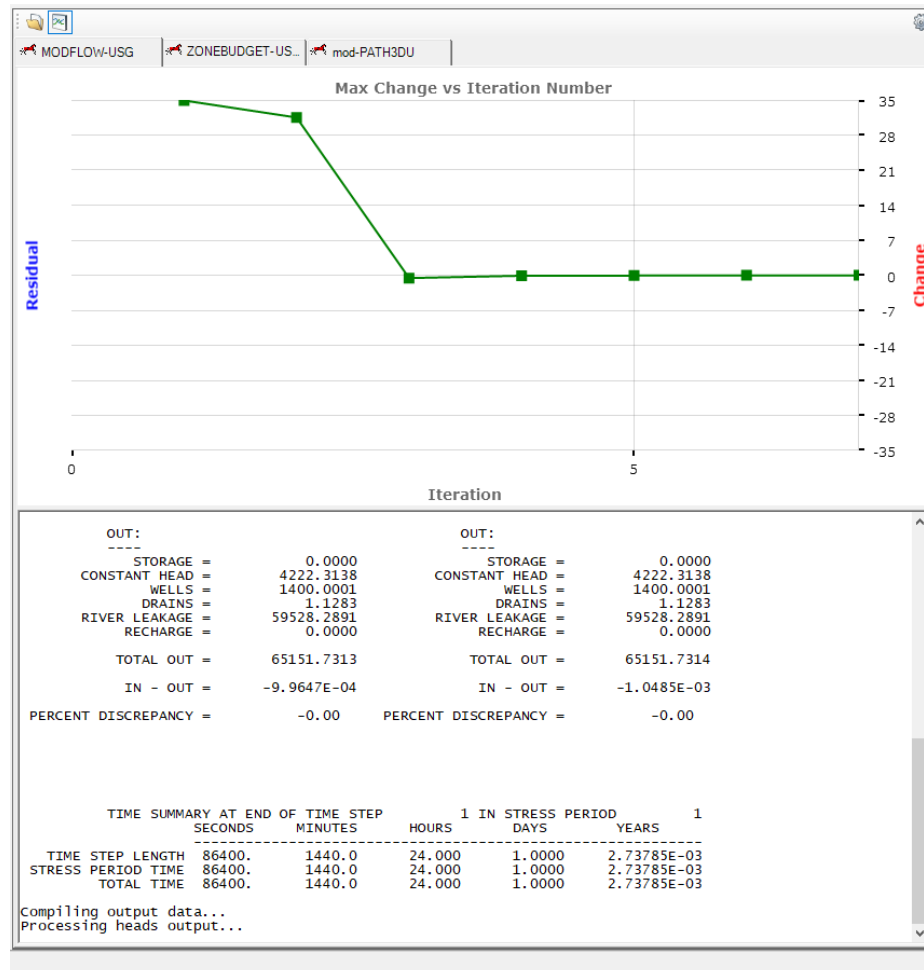 MODFLOW-USG ZONEBUDGET-US... mod-PATH3DU
Max Change vs Iteration Number
35
28
21
14
7
0
-7
-14
-21
-28
-35
Residual
Change
0 5
Iteration
OUT: OUT:
---- ----
STORAGE = 0.0000 STORAGE = 0.0000
CONSTANT HEAD = 4222.3138 CONSTANT HEAD = 4222.3138
WELLS = 1400.0001 WELLS = 1400.0001
DRAINS = 1.1283 DRAINS = 1.1283
RIVER LEAKAGE = 59528.2891 RIVER LEAKAGE = 59528.2891
RECHARGE = 0.0000 RECHARGE = 0.0000
TOTAL OUT = 65151.7313 TOTAL OUT = 65151.7314
IN - OUT = -9.9647E-04 IN - OUT = -1.0485E-03
PERCENT DISCREPANCY = -0.00 PERCENT DISCREPANCY = -0.00
TIME SUMMARY AT END OF TIME STEP 1 IN STRESS PERIOD 1
SECONDS MINUTES HOURS DAYS YEARS
-----------------------------------------------------------
TIME STEP LENGTH 86400. 1440.0 24.000 1.0000 2.73785E-03
STRESS PERIOD TIME 86400. 1440.0 24.000 1.0000 2.73785E-03
TOTAL TIME 86400. 1440.0 24.000 1.0000 2.73785E-03
Compiling output data...
Processing heads output...